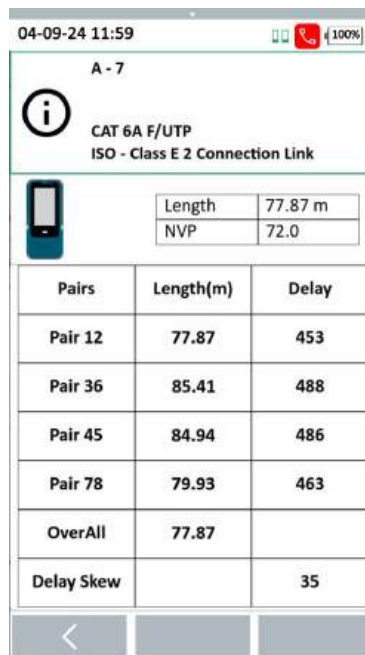 04-09-24 11:59
100%
A - 7
CAT 6A F/UTP
ISO - Class E 2 Connection Link
Length 77.87 m
NVP 72.0
Pairs Length(m) Delay
Pair 12 77.87 453
Pair 36 85.41 488
Pair 45 84.94 486
Pair 78 79.93 463
OverAll 77.87
Delay Skew 35